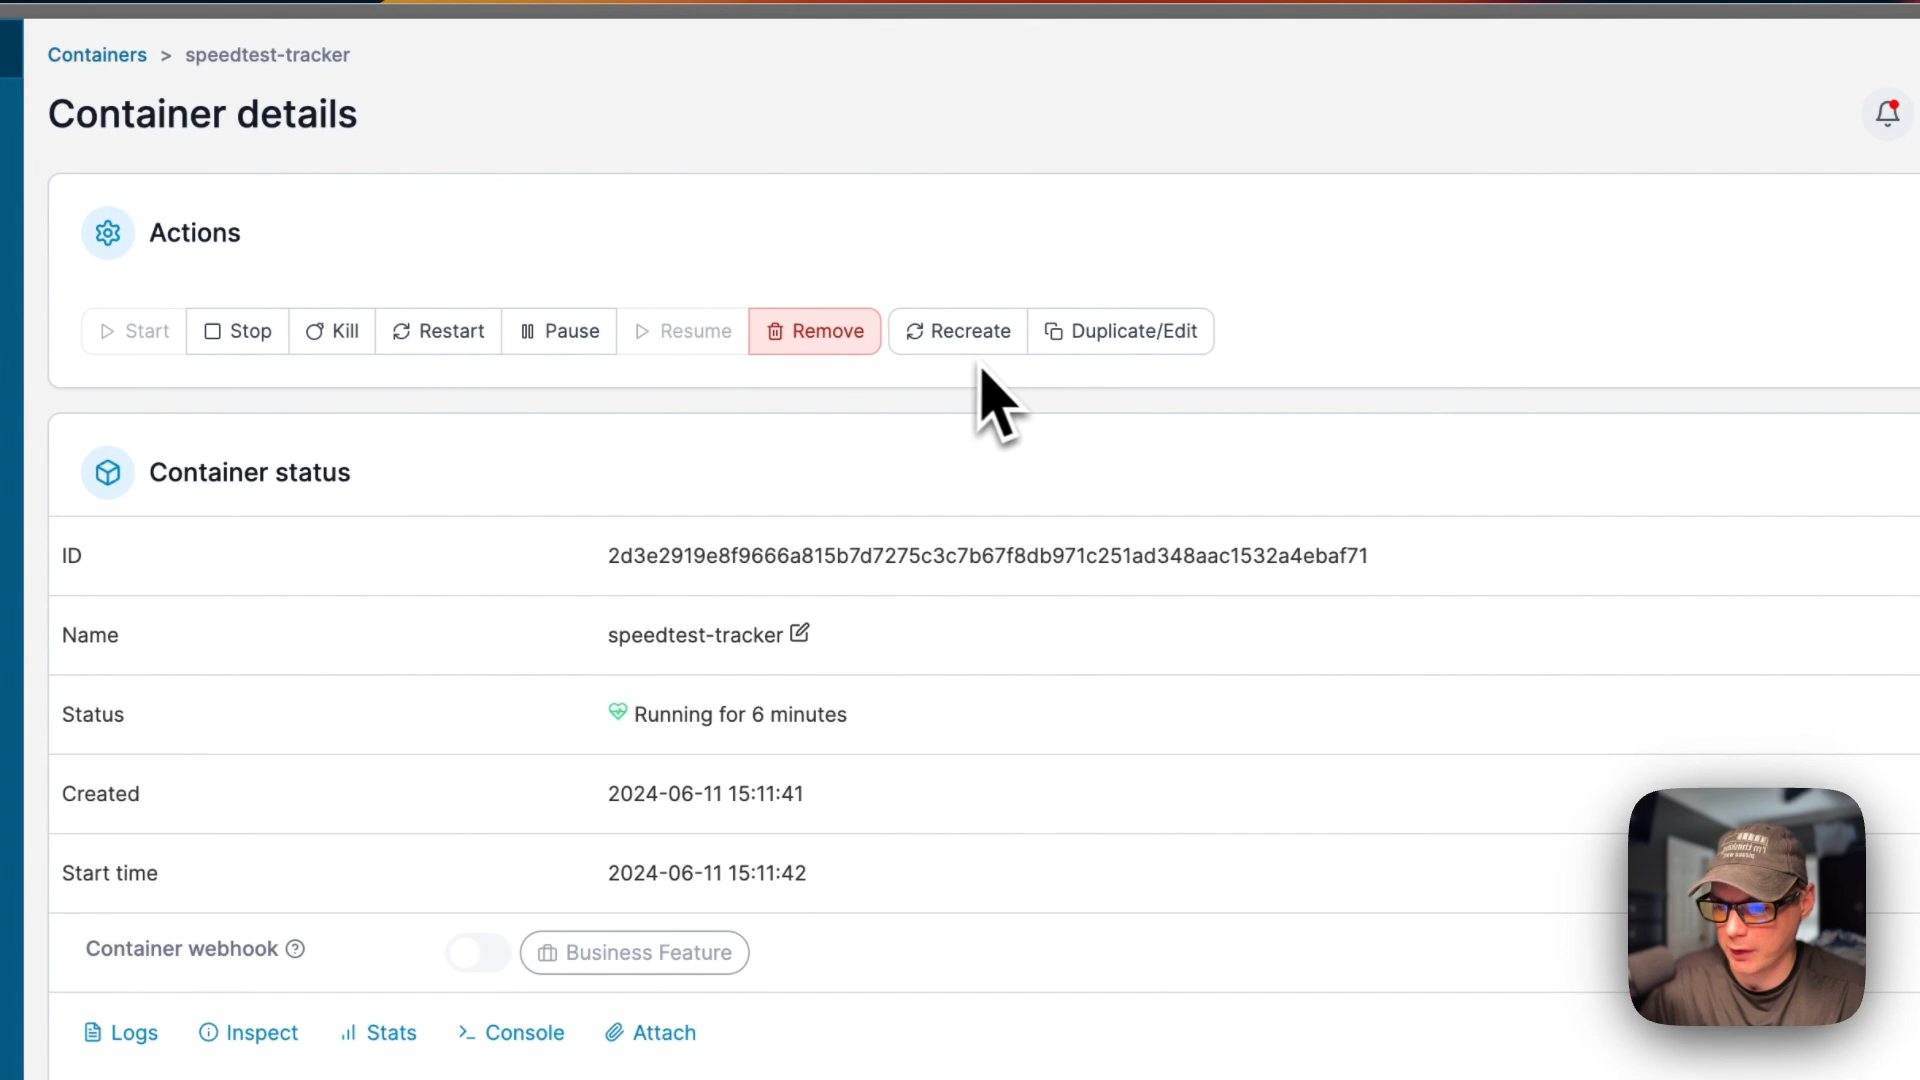 Containers > speedtest-tracker
Container details
Actions
Start Stop Kill Restart Pause Resume Remove Recreate Duplicate/Edit
Container status
ID 2d3e2919e8f9666a815b7d7275c3c7b67f8db971c251ad348aac1532a4ebaf71
Name speedtest-tracker
Status Running for 6 minutes
Created 2024-06-11 15:11:41
Start time 2024-06-11 15:11:42
Container webhook Business Feature
Logs Inspect Stats Console Attach